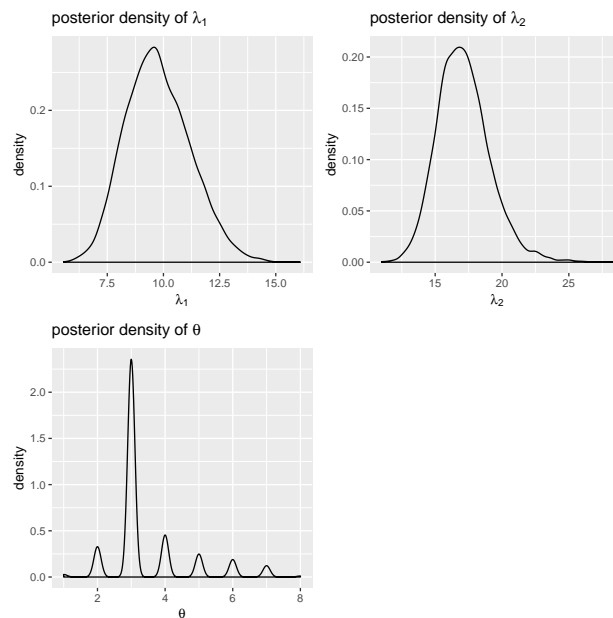 posterior density of λ1
posterior density of λ2
0.2
0.1
0.0
density
7.5 10.0 12.5 15.0
λ1
0.20
0.15
0.10
0.05
0.00
density
15 20 25
λ2
posterior density of θ
2.0
1.5
1.0
0.5
0.0
density
2 4 6 8
θ